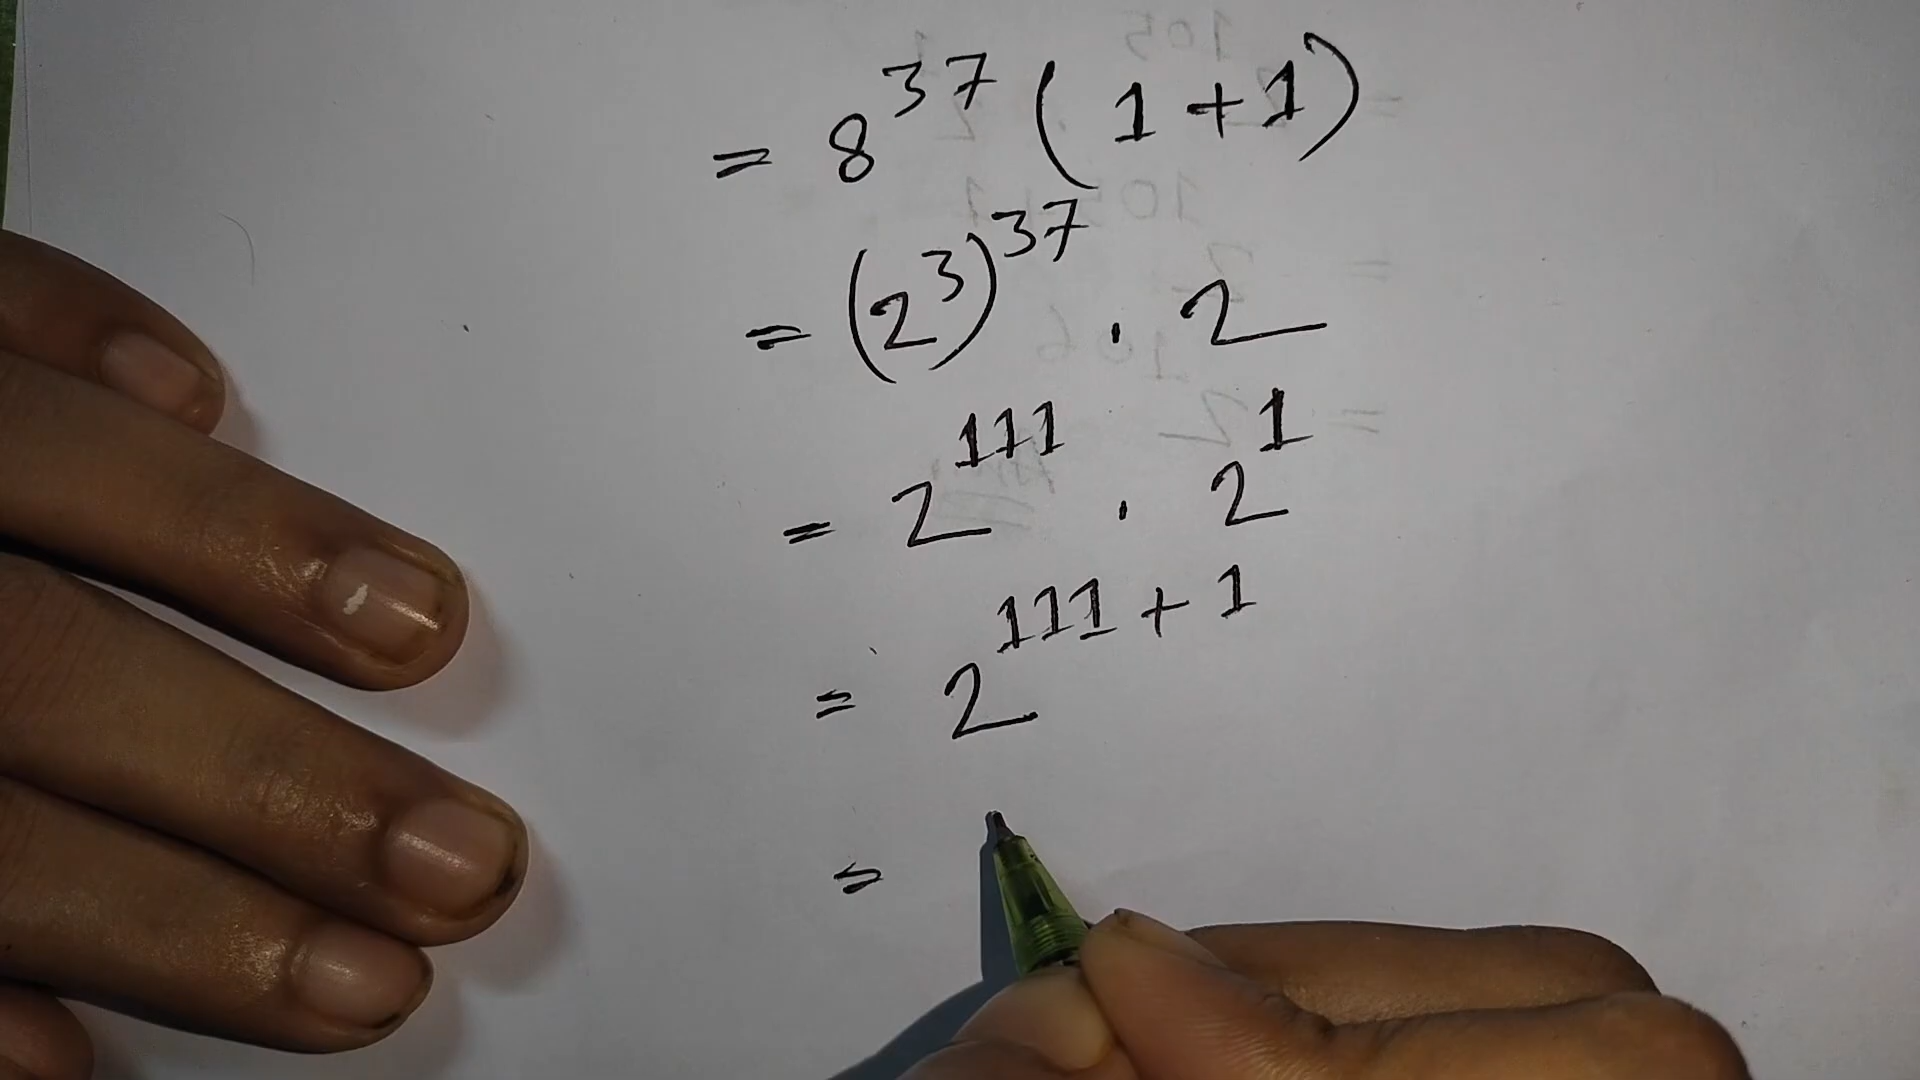 = 8^37 (1+1)
= (2^3)^37 . 2
= 2^111 . 2^1
= 2^111+1
=